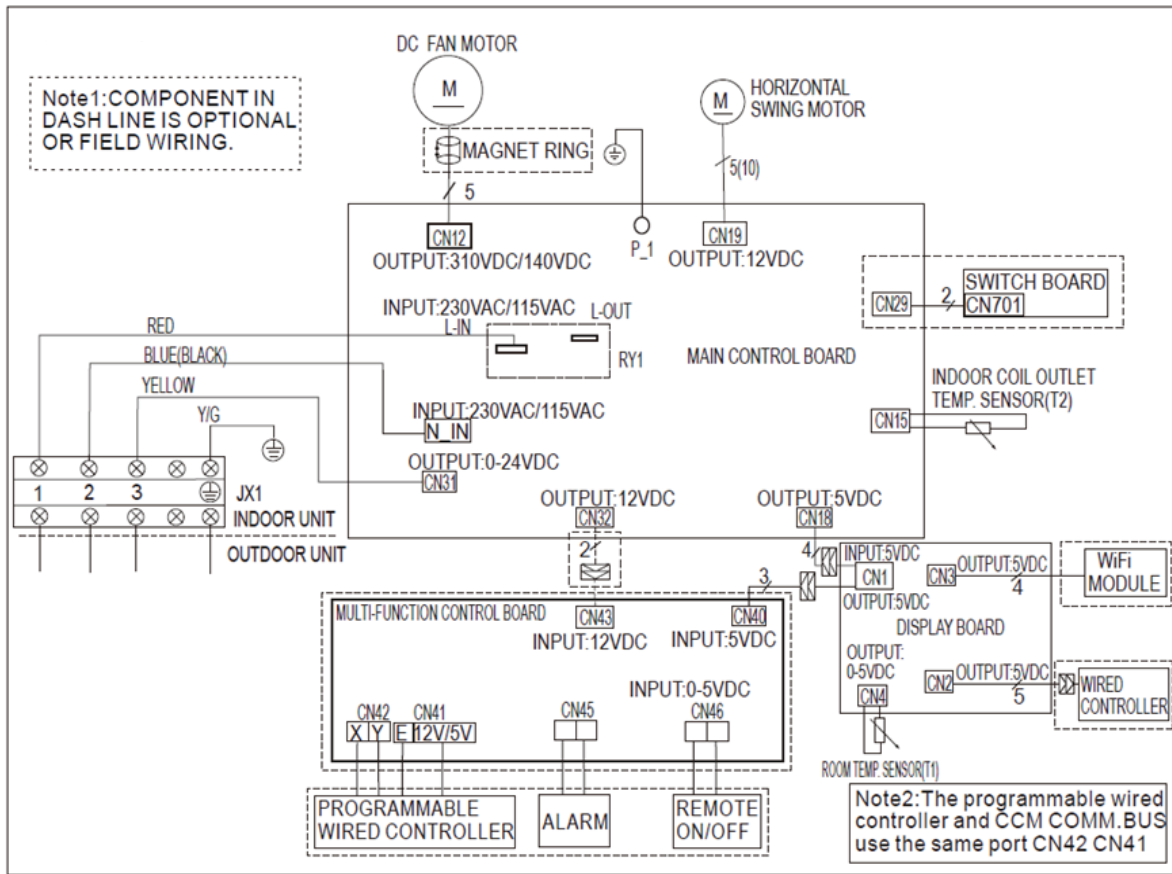 DC FAN MOTOR
M
Note1:COMPONENT IN
DASH LINE IS OPTIONAL
OR FIELD WIRING.
MAGNET RING
5
M
HORIZONTAL
SWING MOTOR
5(10)
P_1
CN12
OUTPUT:310VDC/140VDC
CN19
OUTPUT:12VDC
INPUT:230VAC/115VAC
L-IN
L-OUT
RY1
MAIN CONTROL BOARD
CN29
2
SWITCH BOARD
CN701
INDOOR COIL OUTLET
TEMP. SENSOR(T2)
CN15
RED
BLUE(BLACK)
YELLOW
Y/G
INPUT:230VAC/115VAC
N_IN
OUTPUT:0-24VDC
CN31
1
2
3
JX1
INDOOR UNIT
OUTDOOR UNIT
OUTPUT:12VDC
CN32
2
OUTPUT:5VDC
CN18
4
3
INPUT:5VDC
CN1
OUTPUT:5VDC
CN3
OUTPUT:5VDC
4
WiFi
MODULE
DISPLAY BOARD
OUTPUT:
0-5VDC
CN4
CN2
OUTPUT:5VDC
5
WIRED
CONTROLLER
ROOM TEMP. SENSOR(T1)
MULTI-FUNCTION CONTROL BOARD
CN43
INPUT:12VDC
CN40
INPUT:5VDC
INPUT:0-5VDC
CN42
X Y
CN41
E 12V/5V
CN45
CN46
PROGRAMMABLE
WIRED CONTROLLER
ALARM
REMOTE
ON/OFF
Note2:The programmable wired
controller and CCM COMM.BUS
use the same port CN42 CN41